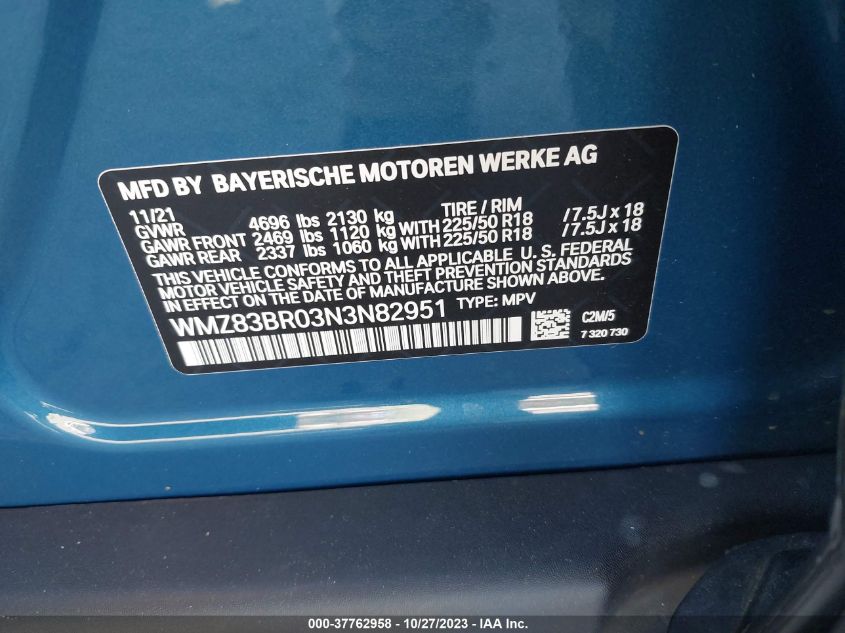 MFD BY BAYERISCHE MOTOREN WERKE AG
11/21 TIRE / RIM
GVWR 4696 lbs 2130 kg
GAWR FRONT 2469 lbs 1120 kg WITH 225/50 R18 / 7.5J x 18
GAWR REAR 2337 lbs 1060 kg WITH 225/50 R18 / 7.5J x 18
THIS VEHICLE CONFORMS TO ALL APPLICABLE U. S. FEDERAL
MOTOR VEHICLE SAFETY AND THEFT PREVENTION STANDARDS
IN EFFECT ON THE DATE OF MANUFACTURE SHOWN ABOVE.
WMZ83BR03N3N82951 TYPE: MPV
C2M/5
7 320 730
000-37762958 - 10/27/2023 - IAA Inc.